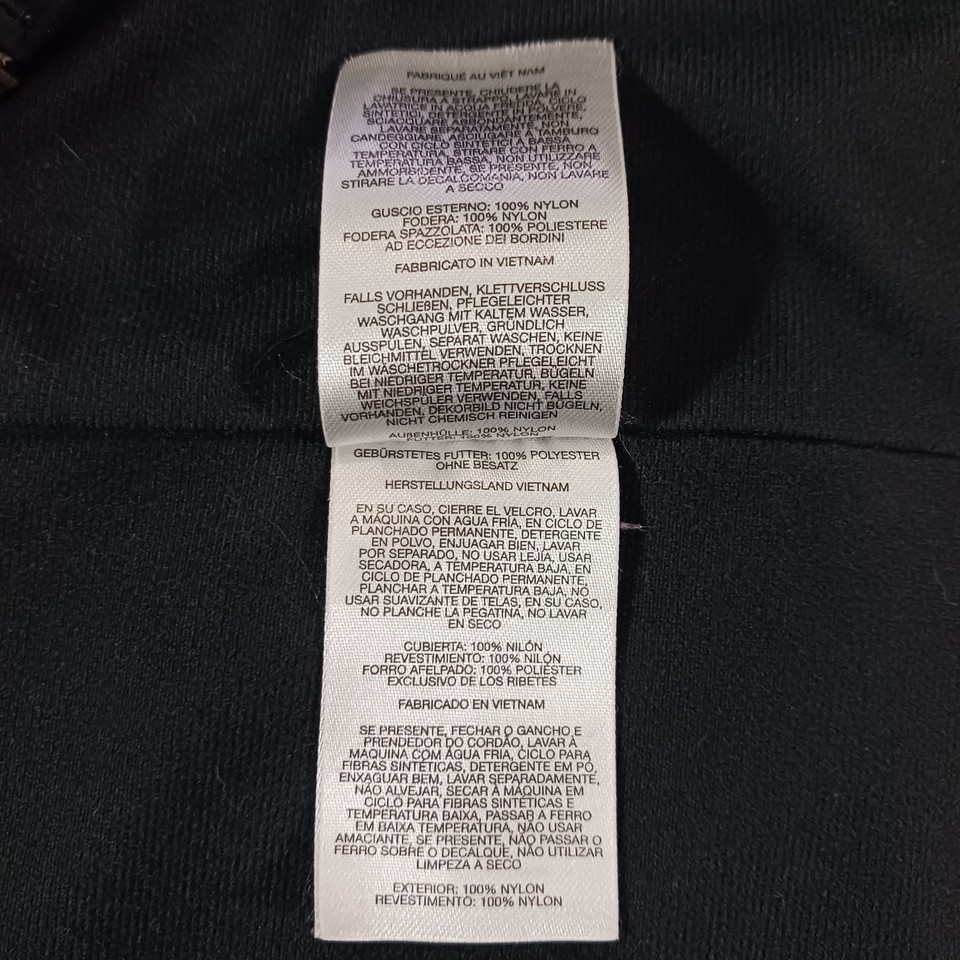 FABRIQUÉ AU VIÊT NAM
SE PRESENTE, CHIUDERE LA
CHIUSURA A STRAPPO, LAVARE IN
LAVATRICE IN ACQUA FREDDA, CICLO
SINTETICI, DETERGENTE IN POLVERE,
SCIACQUARE ABBONDANTEMENTE,
LAVARE SEPARATAMENTE, NON
CANDEGGIARE, ASCIUGARE A TAMBURO
CON CICLO SINTETICI A BASSA
TEMPERATURA, STIRARE CON FERRO A
TEMPERATURA BASSA, NON UTILIZZARE
AMMORBIDENTE, SE PRESENTE, NON
STIRARE LA DECALCOMANIA, NON LAVARE
A SECCO
GUSCIO ESTERNO: 100% NYLON
FODERA: 100% NYLON
FODERA SPAZZOLATA: 100% POLIESTERE
AD ECCEZIONE DEI BORDINI
FABBRICATO IN VIETNAM
FALLS VORHANDEN, KLETTVERSCHLUSS
SCHLIEßEN, PFLEGELEICHTER
WASCHGANG MIT KALTEM WASSER,
WASCHPULVER, GRÜNDLICH
AUSSPÜLEN, SEPARAT WASCHEN, KEINE
BLEICHMITTEL VERWENDEN, TROCKNEN
IM WÄSCHETROCKNER PFLEGELEICHT
BEI NIEDRIGER TEMPERATUR, BÜGELN
MIT NIEDRIGER TEMPERATUR, KEINE
WEICHSPÜLER VERWENDEN, FALLS
VORHANDEN, DEKORBILD NICHT BÜGELN,
NICHT CHEMISCH REINIGEN
AUßENHÜLLE: 100% NYLON
FUTTER: 100% NYLON
GEBÜRSTETES FUTTER: 100% POLYESTER
OHNE BESATZ
HERSTELLUNGSLAND VIETNAM
EN SU CASO, CIERRE EL VELCRO, LAVAR
A MÁQUINA CON AGUA FRÍA, EN CICLO DE
PLANCHADO PERMANENTE, DETERGENTE
EN POLVO, ENJUAGAR BIEN, LAVAR
POR SEPARADO, NO USAR LEJÍA, USAR
SECADORA, A TEMPERATURA BAJA, EN
CICLO DE PLANCHADO PERMANENTE,
PLANCHAR A TEMPERATURA BAJA, NO
USAR SUAVIZANTE DE TELAS, EN SU CASO,
NO PLANCHE LA PEGATINA, NO LAVAR
EN SECO
CUBIERTA: 100% NILÓN
REVESTIMIENTO: 100% NILÓN
FORRO AFELPADO: 100% POLIÉSTER
EXCLUSIVO DE LOS RIBETES
FABRICADO EN VIETNAM
SE PRESENTE, FECHAR O GANCHO E
PRENDEDOR DO CORDÃO, LAVAR À
MÁQUINA COM ÁGUA FRIA, CICLO PARA
FIBRAS SINTÉTICAS, DETERGENTE EM PÓ,
ENXAGUAR BEM, LAVAR SEPARADAMENTE,
NÃO ALVEJAR, SECAR À MÁQUINA EM
CICLO PARA FIBRAS SINTÉTICAS E
TEMPERATURA BAIXA, PASSAR A FERRO
EM BAIXA TEMPERATURA, NÃO USAR
AMACIANTE, SE PRESENTE, NÃO PASSAR O
FERRO SOBRE O DECALQUE, NÃO UTILIZAR
LIMPEZA A SECO
EXTERIOR: 100% NYLON
REVESTIMENTO: 100% NYLON